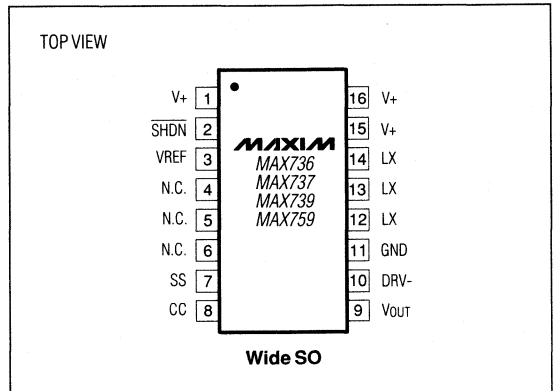 TOP VIEW
V+ 1 16 V+
SHDN 2 15 V+
VREF 3 14 LX
N.C. 4 13 LX
N.C. 5 12 LX
N.C. 6 11 GND
SS 7 10 DRV-
CC 8 9 VOUT
MAXIM
MAX736
MAX737
MAX739
MAX759
Wide SO